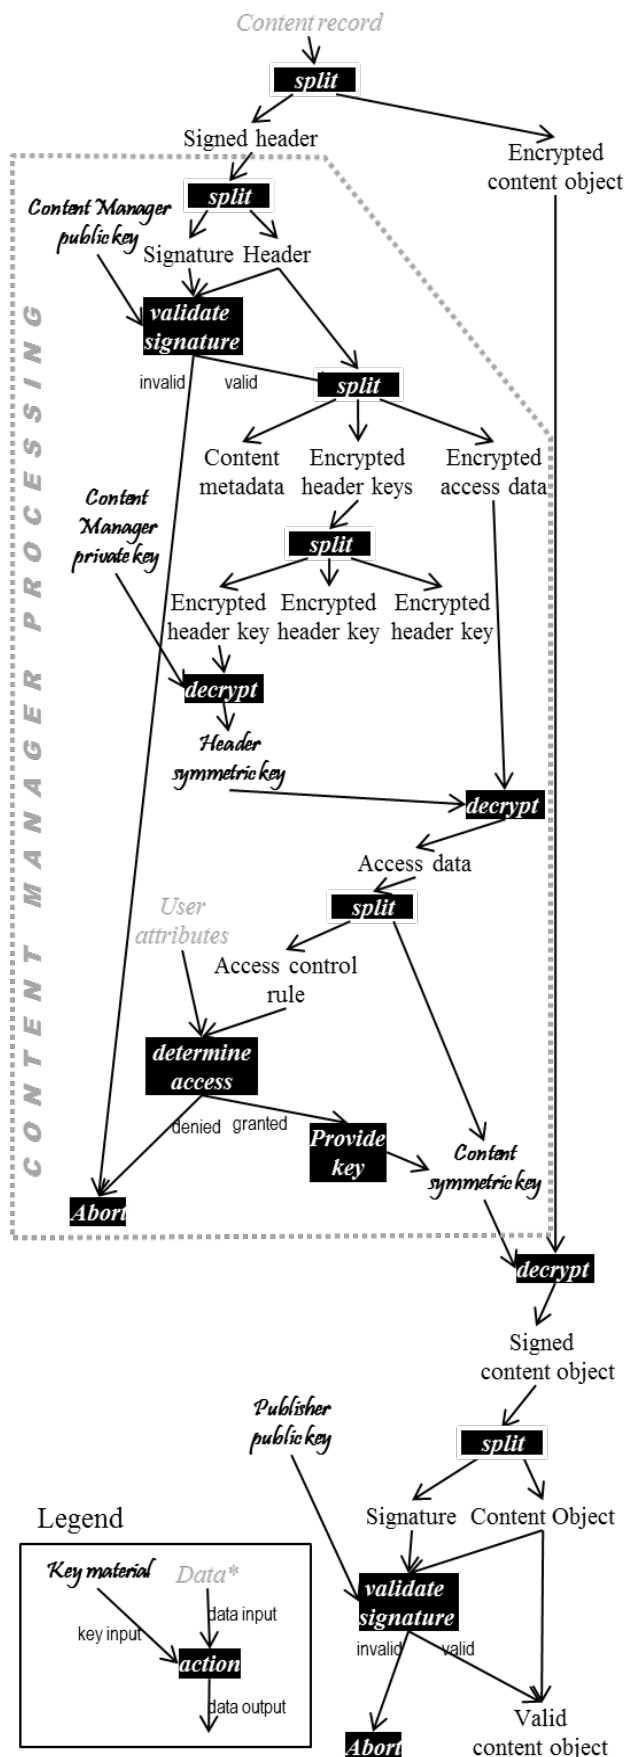 Content record
split
Signed header
Encrypted
content object
split
Content Manager
public key
Signature Header
validate
signature
invalid
valid
split
CONTENT MANAGER PROCESSING
Content
metadata
Encrypted
header keys
Encrypted
access data
Content
Manager
private key
split
Encrypted
header key
Encrypted
header key
Encrypted
header key
decrypt
Header
symmetric key
decrypt
Access data
split
User
attributes
Access control
rule
determine
access
denied
granted
Provide
key
Content
symmetric key
Abort
decrypt
Signed
content object
Publisher
public key
split
Signature
Content Object
validate
signature
invalid
valid
Abort
Valid
content object
Legend
Key material
Data*
key input
data input
action
data output